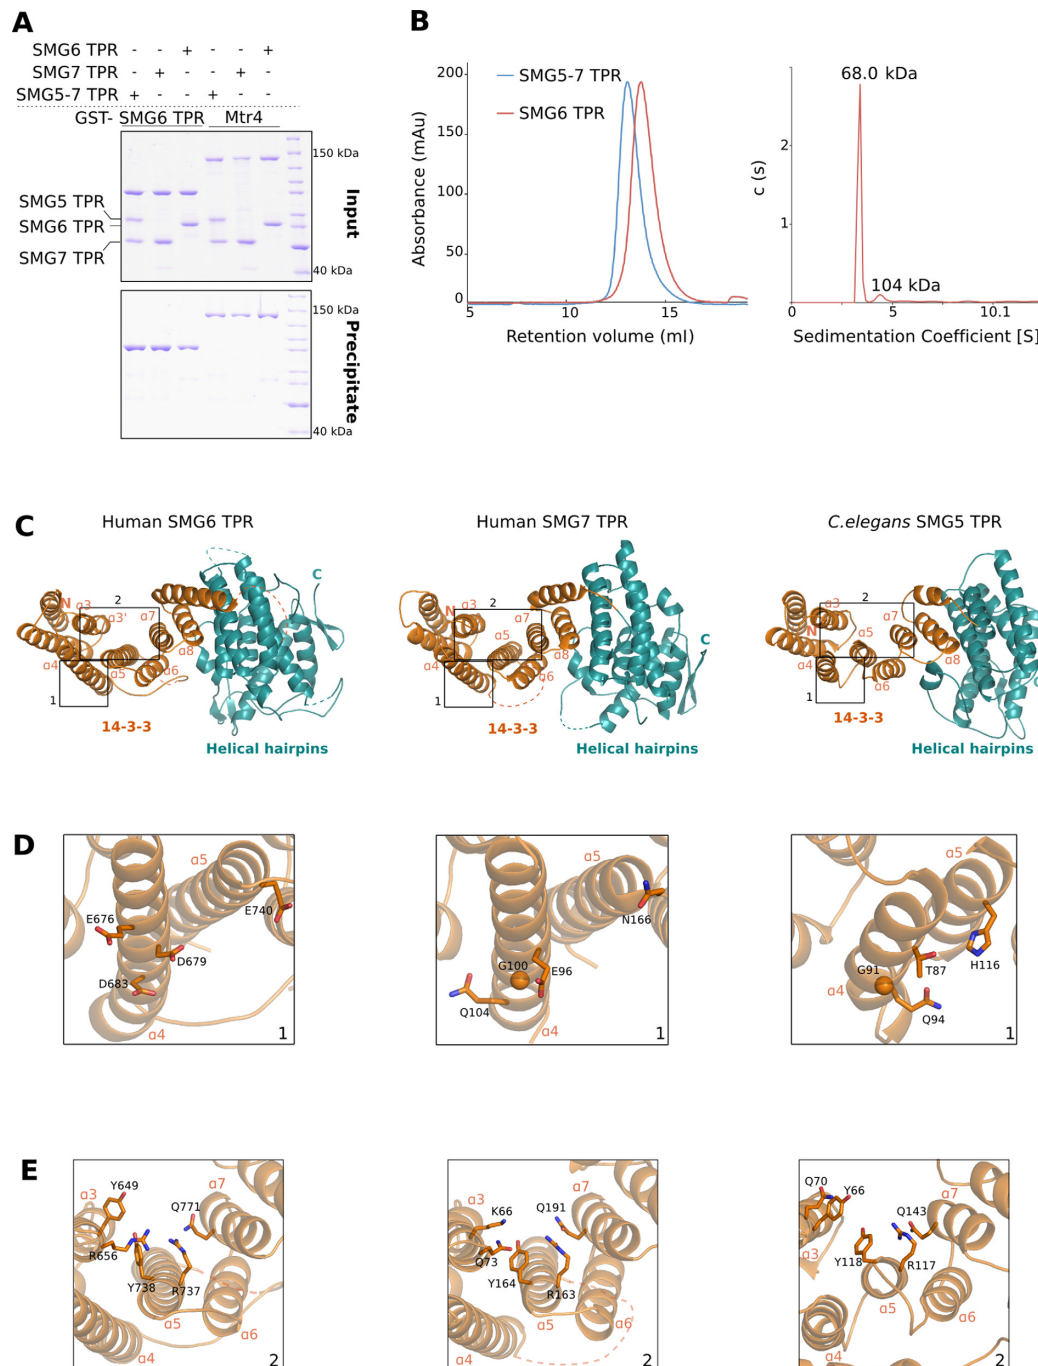 A
SMG6 TPR - - + - - +
SMG7 TPR - + - - + -
SMG5-7 TPR + - - + - -
GST- SMG6 TPR Mtr4
150 kDa
SMG5 TPR
SMG6 TPR
SMG7 TPR
40 kDa
Input
150 kDa
40 kDa
Precipitate
B
200
150
100
50
0
5 10 15
Absorbance (mAu)
Retention volume (ml)
SMG5-7 TPR
SMG6 TPR
68.0 kDa
104 kDa
c (s)
2
1
0 5 10.1
Sedimentation Coefficient [S]
C
Human SMG6 TPR
N α3 α3' 2 α7 C
α4 α5 α6 α8
1
14-3-3
Helical hairpins
Human SMG7 TPR
N α3 2 α7 C
α4 α5 α6 α8
1
14-3-3
Helical hairpins
C.elegans SMG5 TPR
N α3 2 α7
α4 α5 α6 α8
1
14-3-3
Helical hairpins
D
α5
E676
E740
D679
D683
α4
1
α5
N166
G100
E96
Q104
α4
1
α5
G91
T87
H116
α4
Q94
1
E
Y649
α3
Q771
α7
R656
Y738
R737
α5
α6
α4
2
α3
K66
Q191
α7
Q73
Y164
R163
α5
α6
α4
2
Q70
Y66
α7
Q143
α3
Y118
R117
α5
α6
α4
2